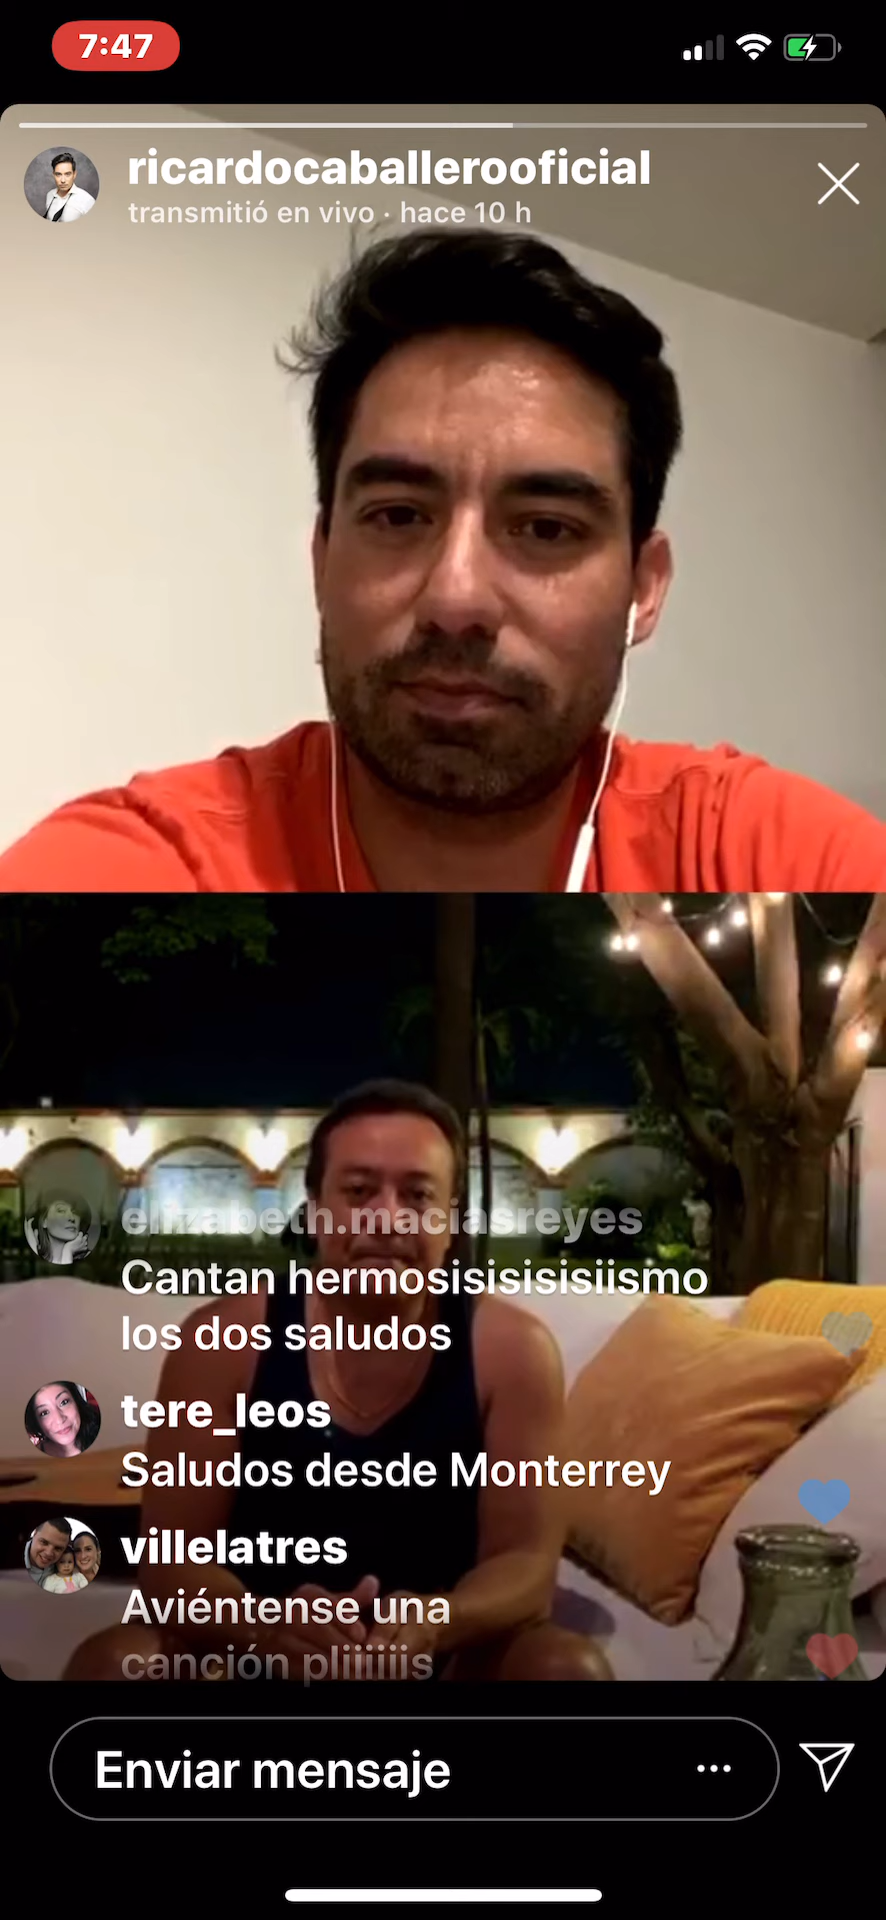 7:47
ricardocaballerooficial
transmitió en vivo · hace 10 h
elizabeth.maciasreyes
Cantan hermosisisisisiismo
los dos saludos
tere_leos
Saludos desde Monterrey
villelatres
Aviéntense una
canción pliiiiiis
Enviar mensaje